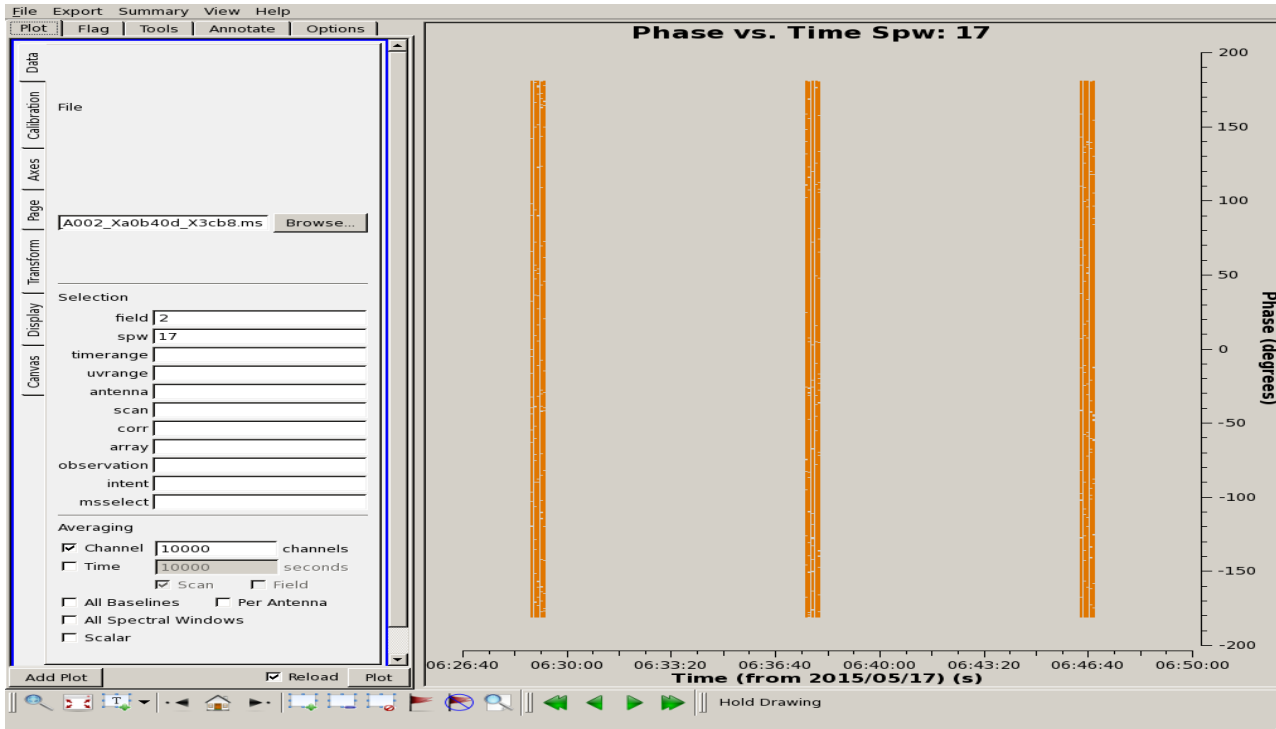 File Export Summary View Help
Plot Flag Tools Annotate Options
Data
Calibration
Axes
Page
Transform
Display
Canvas
File
A002_Xa0b40d_X3cb8.ms Browse...
Selection
field 2
spw 17
timerange
uvrange
antenna
scan
corr
array
observation
intent
msselect
Averaging
Channel 10000 channels
Time 10000 seconds
Scan Field
All Baselines Per Antenna
All Spectral Windows
Scalar
Add Plot Reload Plot
Phase vs. Time Spw: 17
200
150
100
50
0
-50
-100
-150
-200
Phase (degrees)
06:26:40 06:30:00 06:33:20 06:36:40 06:40:00 06:43:20 06:46:40 06:50:00
Time (from 2015/05/17) (s)
T Hold Drawing